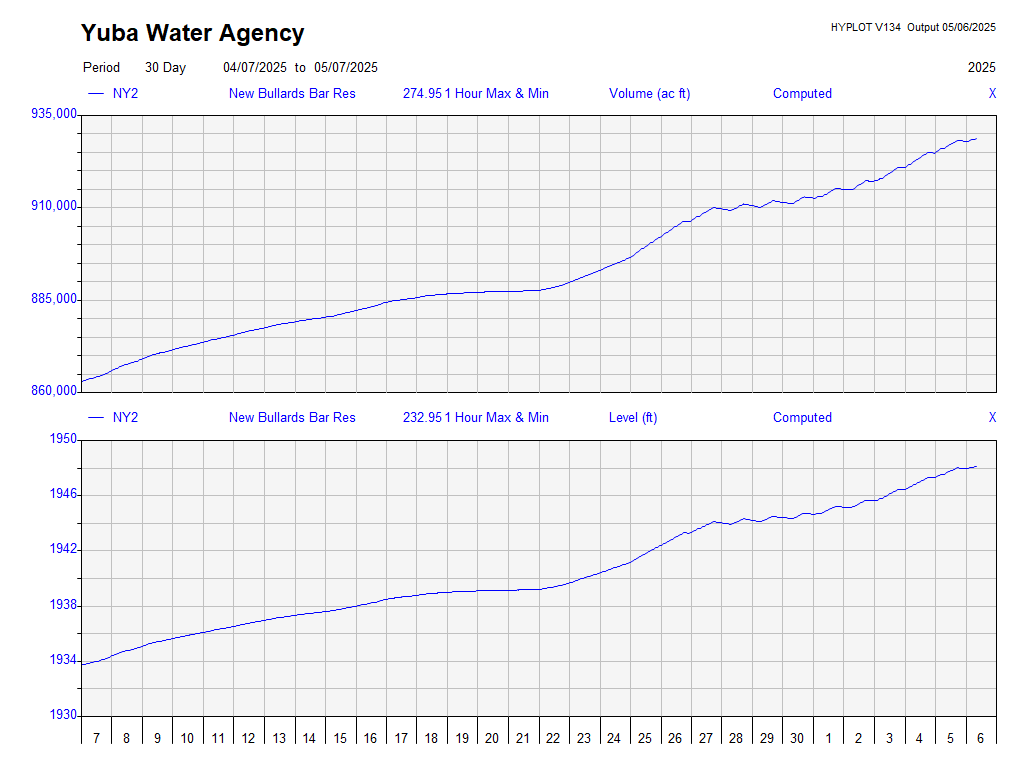 Yuba Water Agency
HYPLOT V134 Output 05/06/2025
Period 30 Day 04/07/2025 to 05/07/2025 2025
NY2 New Bullards Bar Res 274.95 1 Hour Max & Min Volume (ac ft) Computed X
935,000
910,000
885,000
860,000
NY2 New Bullards Bar Res 232.95 1 Hour Max & Min Level (ft) Computed X
1950
1946
1942
1938
1934
1930
7 8 9 10 11 12 13 14 15 16 17 18 19 20 21 22 23 24 25 26 27 28 29 30 1 2 3 4 5 6